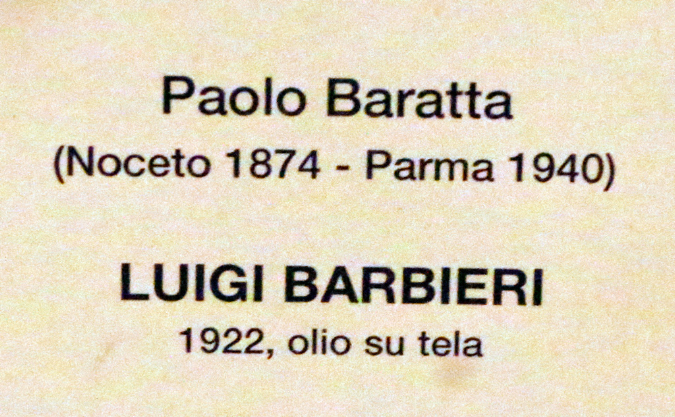 Paolo Baratta
(Noceto 1874 - Parma 1940)
LUIGI BARBIERI
1922, olio su tela